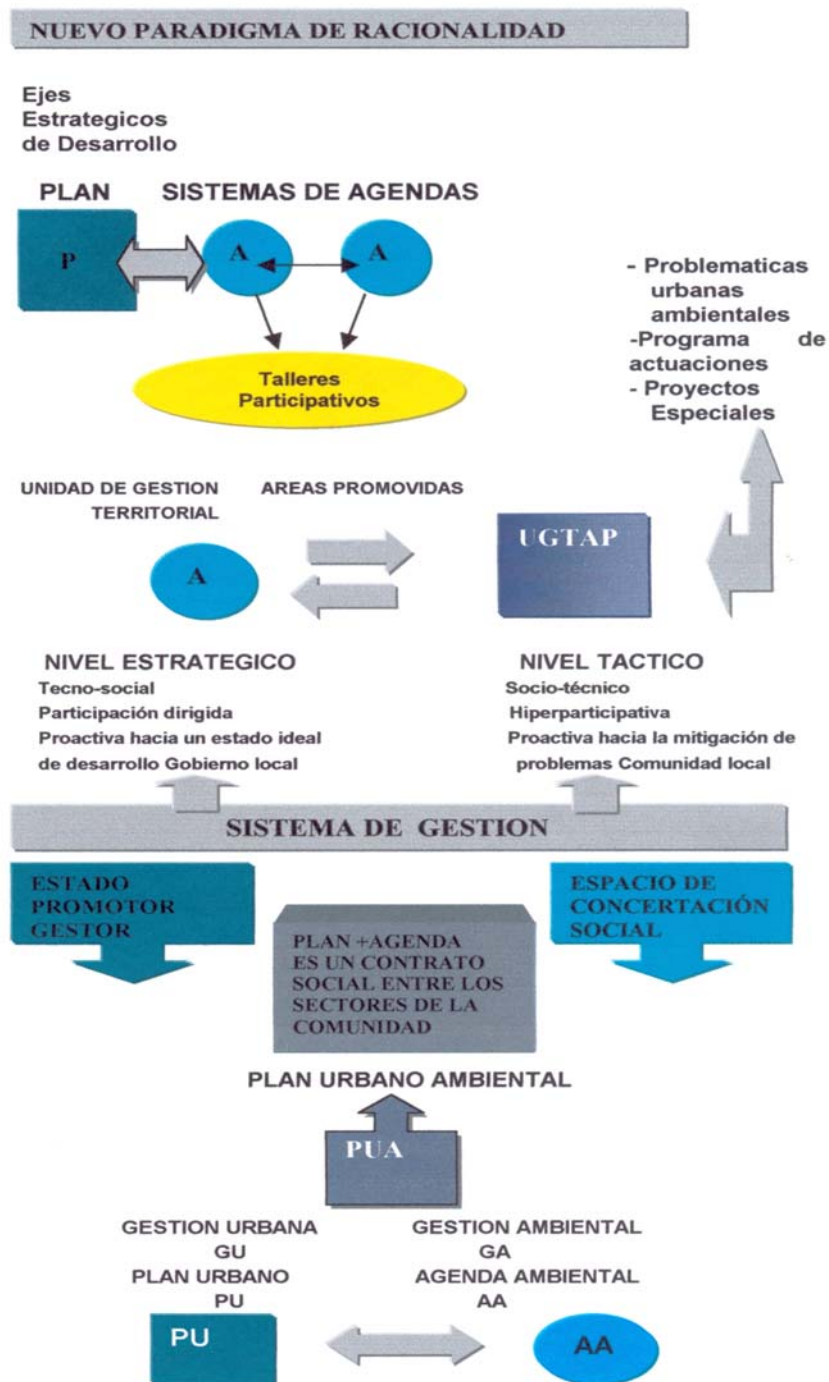 NUEVO PARADIGMA DE RACIONALIDAD
Ejes
Estrategicos
de Desarrollo
PLAN SISTEMAS DE AGENDAS
P A A
Talleres
Participativos
- Problematicas
urbanas
ambientales
-Programa de
actuaciones
- Proyectos
Especiales
UNIDAD DE GESTION
TERRITORIAL
AREAS PROMOVIDAS
A
UGTAP
NIVEL ESTRATEGICO
Tecno-social
Participación dirigida
Proactiva hacia un estado ideal
de desarrollo Gobierno local
NIVEL TACTICO
Socio-técnico
Hiperparticipativa
Proactiva hacia la mitigación de
problemas Comunidad local
SISTEMA DE GESTION
ESTADO
PROMOTOR
GESTOR
PLAN +AGENDA
ES UN CONTRATO
SOCIAL ENTRE LOS
SECTORES DE LA
COMUNIDAD
ESPACIO DE
CONCERTACIÓN
SOCIAL
PLAN URBANO AMBIENTAL
PUA
GESTION URBANA
GU
PLAN URBANO
PU
GESTION AMBIENTAL
GA
AGENDA AMBIENTAL
AA
PU
AA